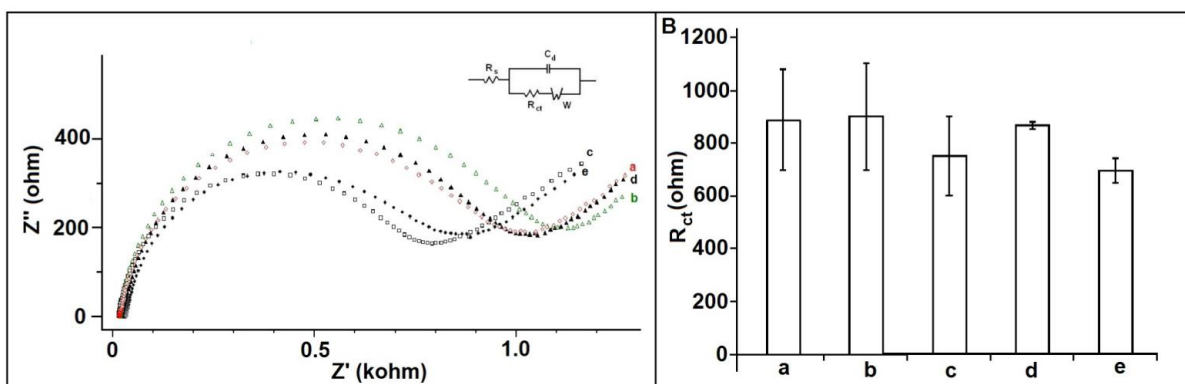 B
R_s
C_d
R_ct
W
Z'' (ohm)
400
200
0
0
0.5
1.0
Z' (kohm)
c
e
a
d
b
R_ct (ohm)
1200
1000
800
600
400
200
0
a
b
c
d
e